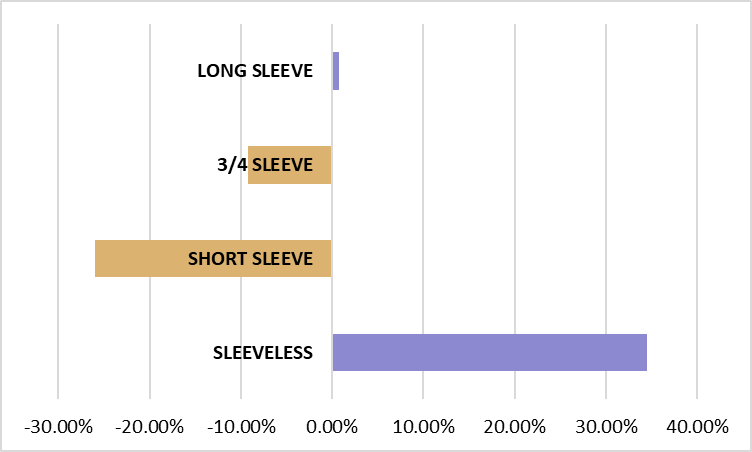 LONG SLEEVE
3/4 SLEEVE
SHORT SLEEVE
SLEEVELESS
-30.00% -20.00% -10.00% 0.00% 10.00% 20.00% 30.00% 40.00%